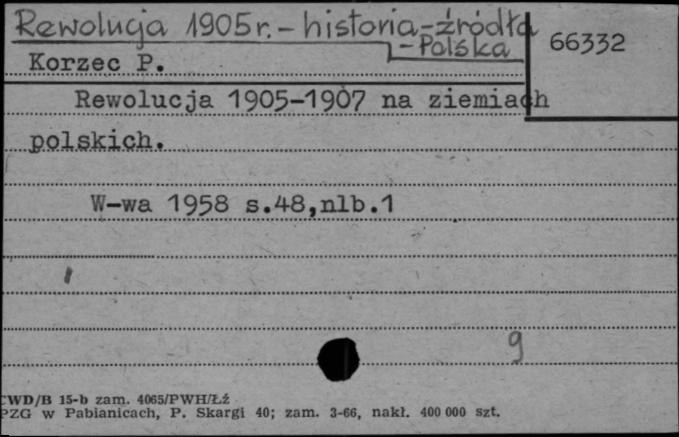 Rewolucja 1905r. - historia - źródła
- Polska
66332
Korzec P.
Rewolucja 1905-1907 na ziemiach
polskich.
W-wa 1958 s.48,nlb.1
9
CWD/B 15-b zam. 4065/PWH/Łź
PZG w Pabianicach, P. Skargi 40; zam. 3-66, nakł. 400 000 szt.